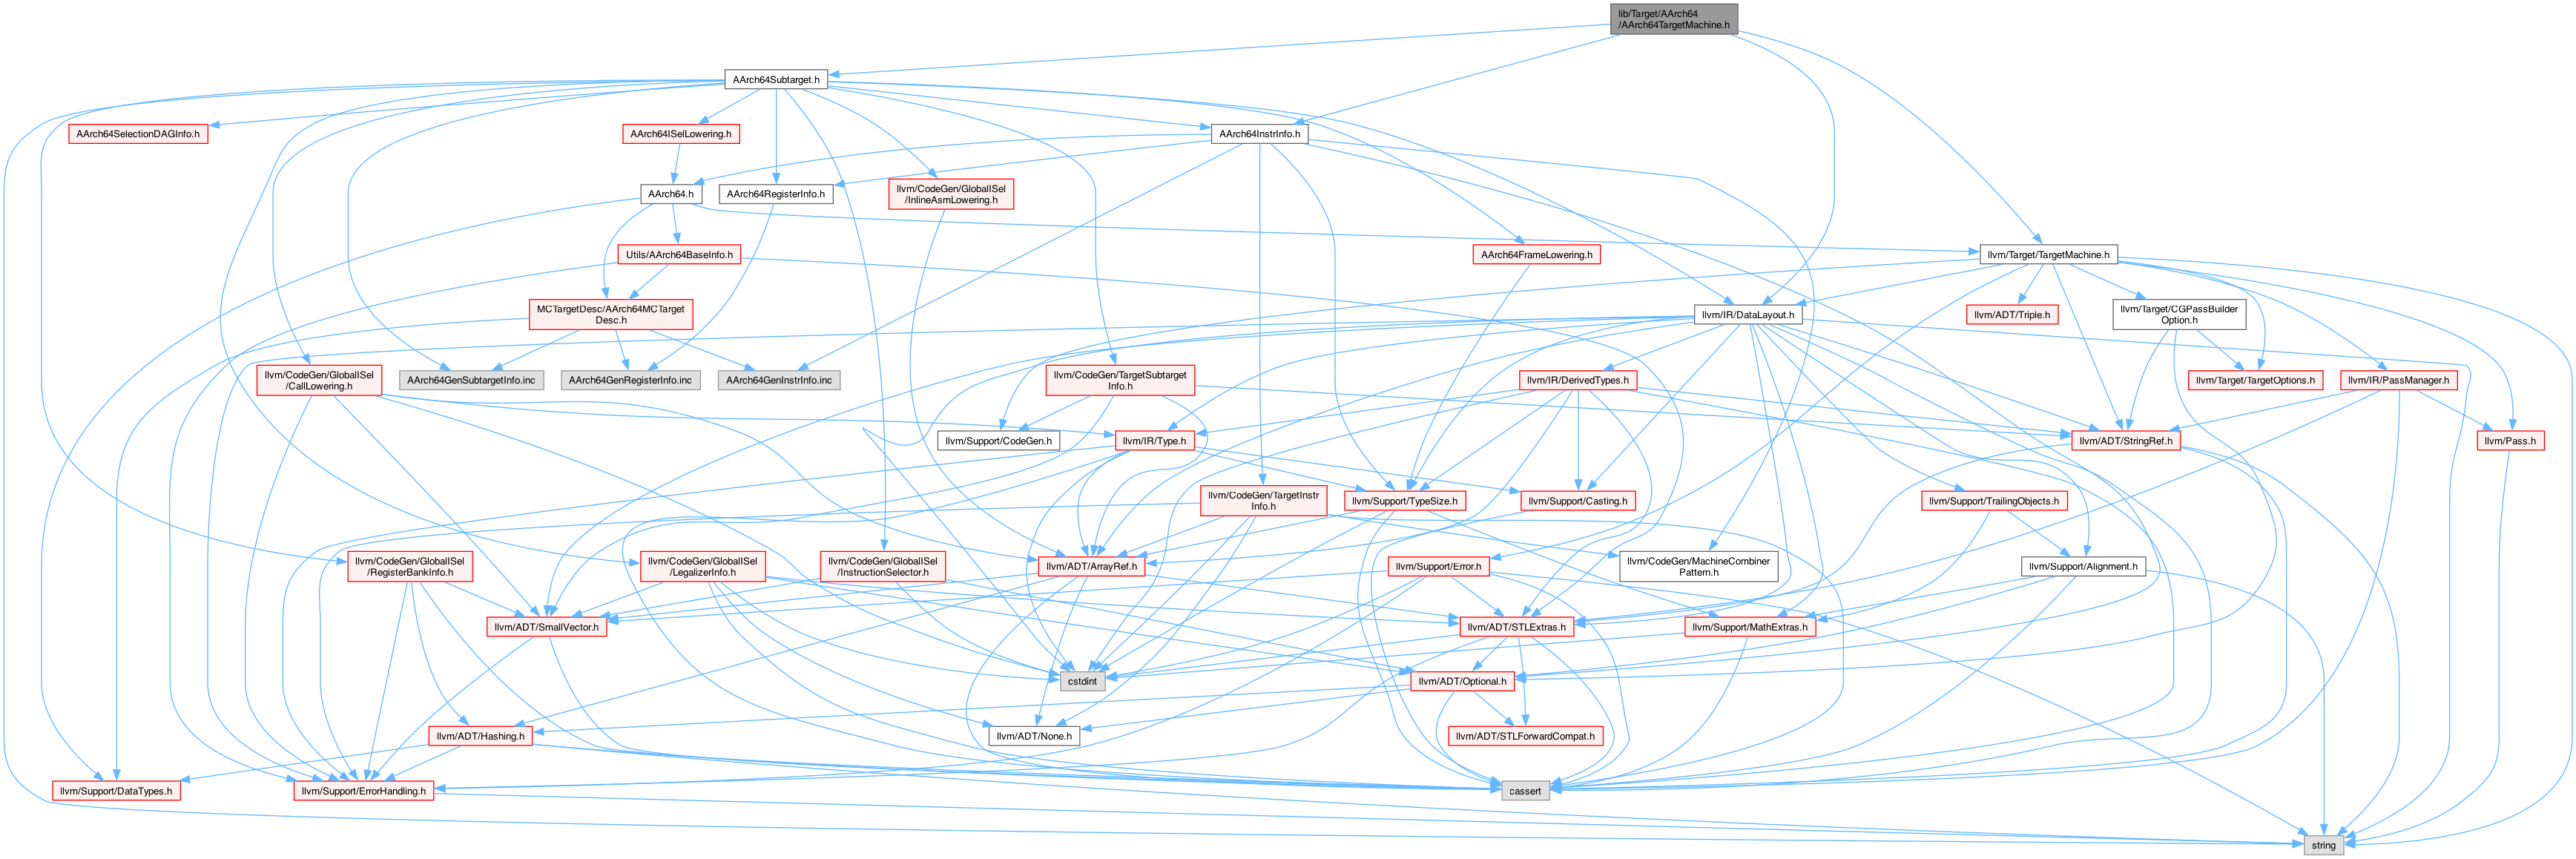 lib/Target/AArch64
/AArch64TargetMachine.h
AArch64Subtarget.h
AArch64SelectionDAGInfo.h
AArch64ISelLowering.h
AArch64InstrInfo.h
AArch64.h
AArch64RegisterInfo.h
llvm/CodeGen/GlobalISel
/InlineAsmLowering.h
Utils/AArch64BaseInfo.h
AArch64FrameLowering.h
llvm/Target/TargetMachine.h
MCTargetDesc/AArch64MCTarget
Desc.h
llvm/IR/DataLayout.h
llvm/ADT/Triple.h
llvm/Target/CGPassBuilder
Option.h
llvm/CodeGen/GlobalISel
/CallLowering.h
AArch64GenSubtargetInfo.inc
AArch64GenRegisterInfo.inc
AArch64GenInstrInfo.inc
llvm/CodeGen/TargetSubtarget
Info.h
llvm/IR/DerivedTypes.h
llvm/Target/TargetOptions.h
llvm/IR/PassManager.h
llvm/Support/CodeGen.h
llvm/IR/Type.h
llvm/ADT/StringRef.h
llvm/Pass.h
llvm/CodeGen/TargetInstr
Info.h
llvm/Support/TypeSize.h
llvm/Support/Casting.h
llvm/Support/TrailingObjects.h
llvm/CodeGen/GlobalISel
/RegisterBankInfo.h
llvm/CodeGen/GlobalISel
/LegalizerInfo.h
llvm/CodeGen/GlobalISel
/InstructionSelector.h
llvm/ADT/ArrayRef.h
llvm/Support/Error.h
llvm/CodeGen/MachineCombiner
Pattern.h
llvm/Support/Alignment.h
llvm/ADT/SmallVector.h
llvm/ADT/STLExtras.h
llvm/Support/MathExtras.h
cstdint
llvm/ADT/Optional.h
llvm/ADT/Hashing.h
llvm/ADT/None.h
llvm/ADT/STLForwardCompat.h
llvm/Support/DataTypes.h
llvm/Support/ErrorHandling.h
cassert
string